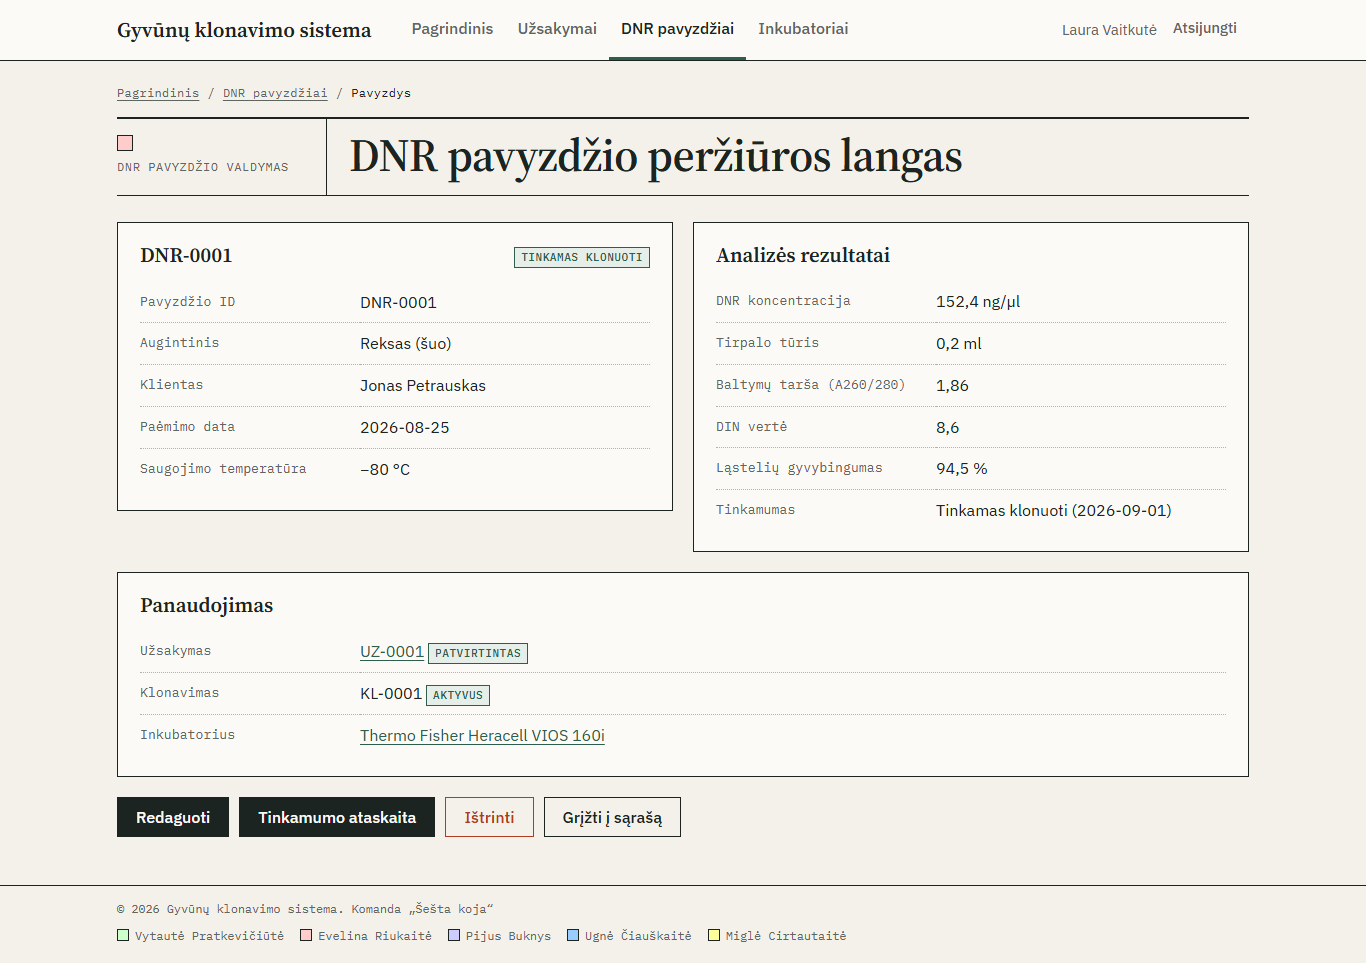 Gyvūnų klonavimo sistema Pagrindinis Užsakymai DNR pavyzdžiai Inkubatoriai Laura Vaitkutė Atsijungti
Pagrindinis / DNR pavyzdžiai / Pavyzdys
DNR PAVYZDŽIO VALDYMAS
DNR pavyzdžio peržiūros langas
DNR-0001 TINKAMAS KLONUOTI
Pavyzdžio ID DNR-0001
Augintinis Reksas (šuo)
Klientas Jonas Petrauskas
Paėmimo data 2026-08-25
Saugojimo temperatūra −80 °C
Analizės rezultatai
DNR koncentracija 152,4 ng/µl
Tirpalo tūris 0,2 ml
Baltymų tarša (A260/280) 1,86
DIN vertė 8,6
Ląstelių gyvybingumas 94,5 %
Tinkamumas Tinkamas klonuoti (2026-09-01)
Panaudojimas
Užsakymas UZ-0001 PATVIRTINTAS
Klonavimas KL-0001 AKTYVUS
Inkubatorius Thermo Fisher Heracell VIOS 160i
Redaguoti Tinkamumo ataskaita Ištrinti Grįžti į sąrašą
© 2026 Gyvūnų klonavimo sistema. Komanda „Šešta koja“
Vytautė Pratkevičiūtė Evelina Riukaitė Pijus Buknys Ugnė Čiauškaitė Miglė Cirtautaitė